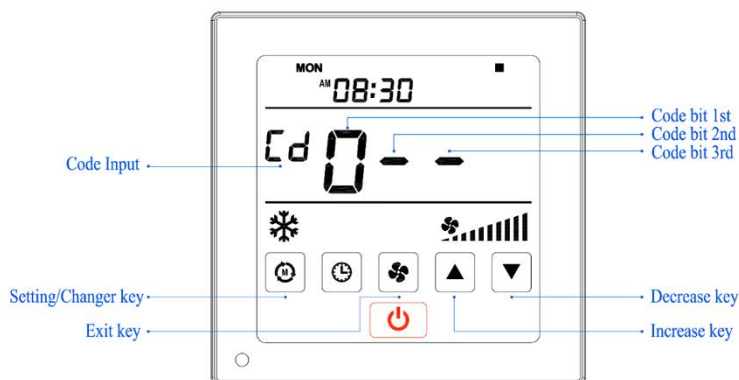 MON
AM 08:30
Code bit 1st
Code bit 2nd
Code bit 3rd
Cd 0 - -
Code Input
M
Setting/Changer key
Decrease key
Exit key
Increase key